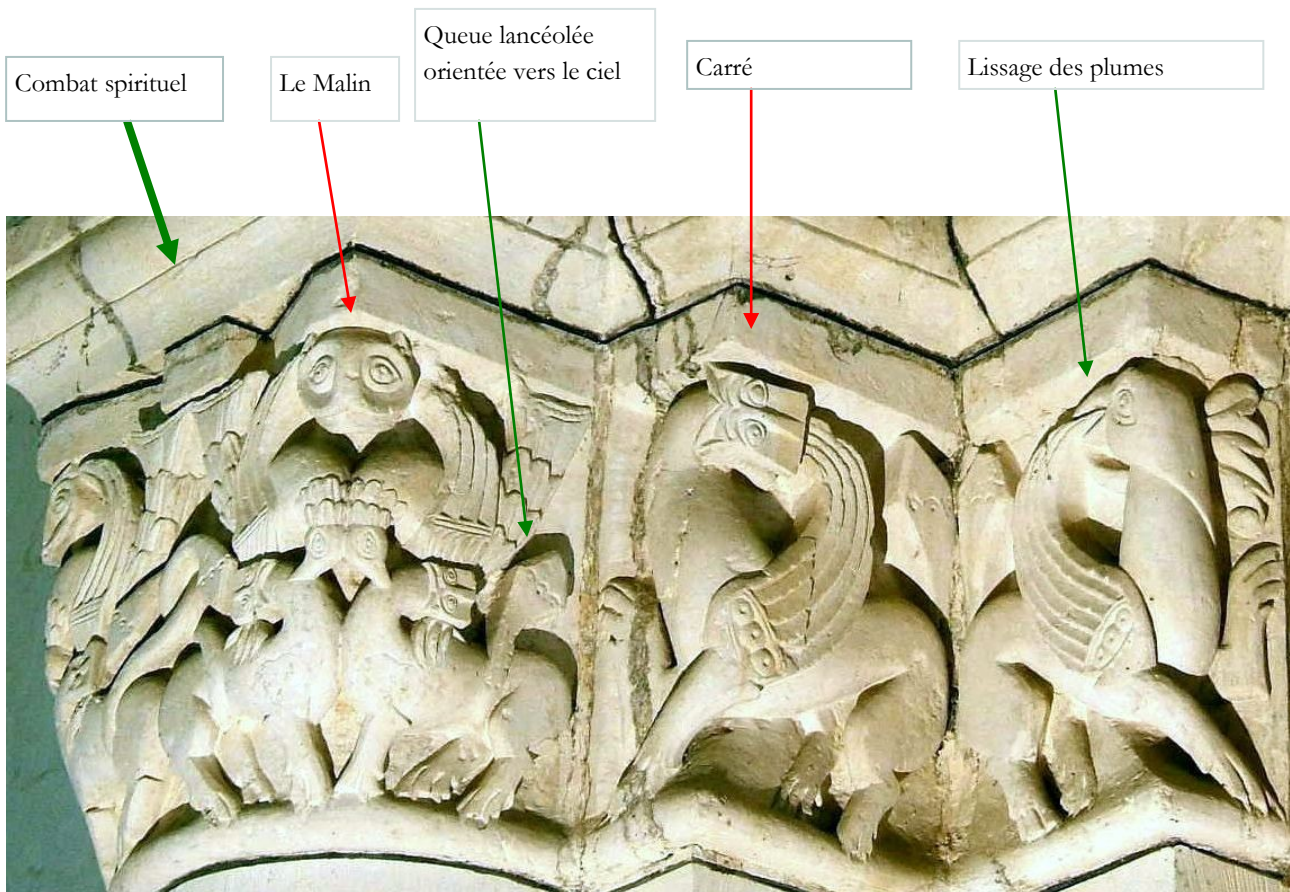 Combat spirituel
Le Malin
Queue lancéolée
orientée vers le ciel
Carré
Lissage des plumes